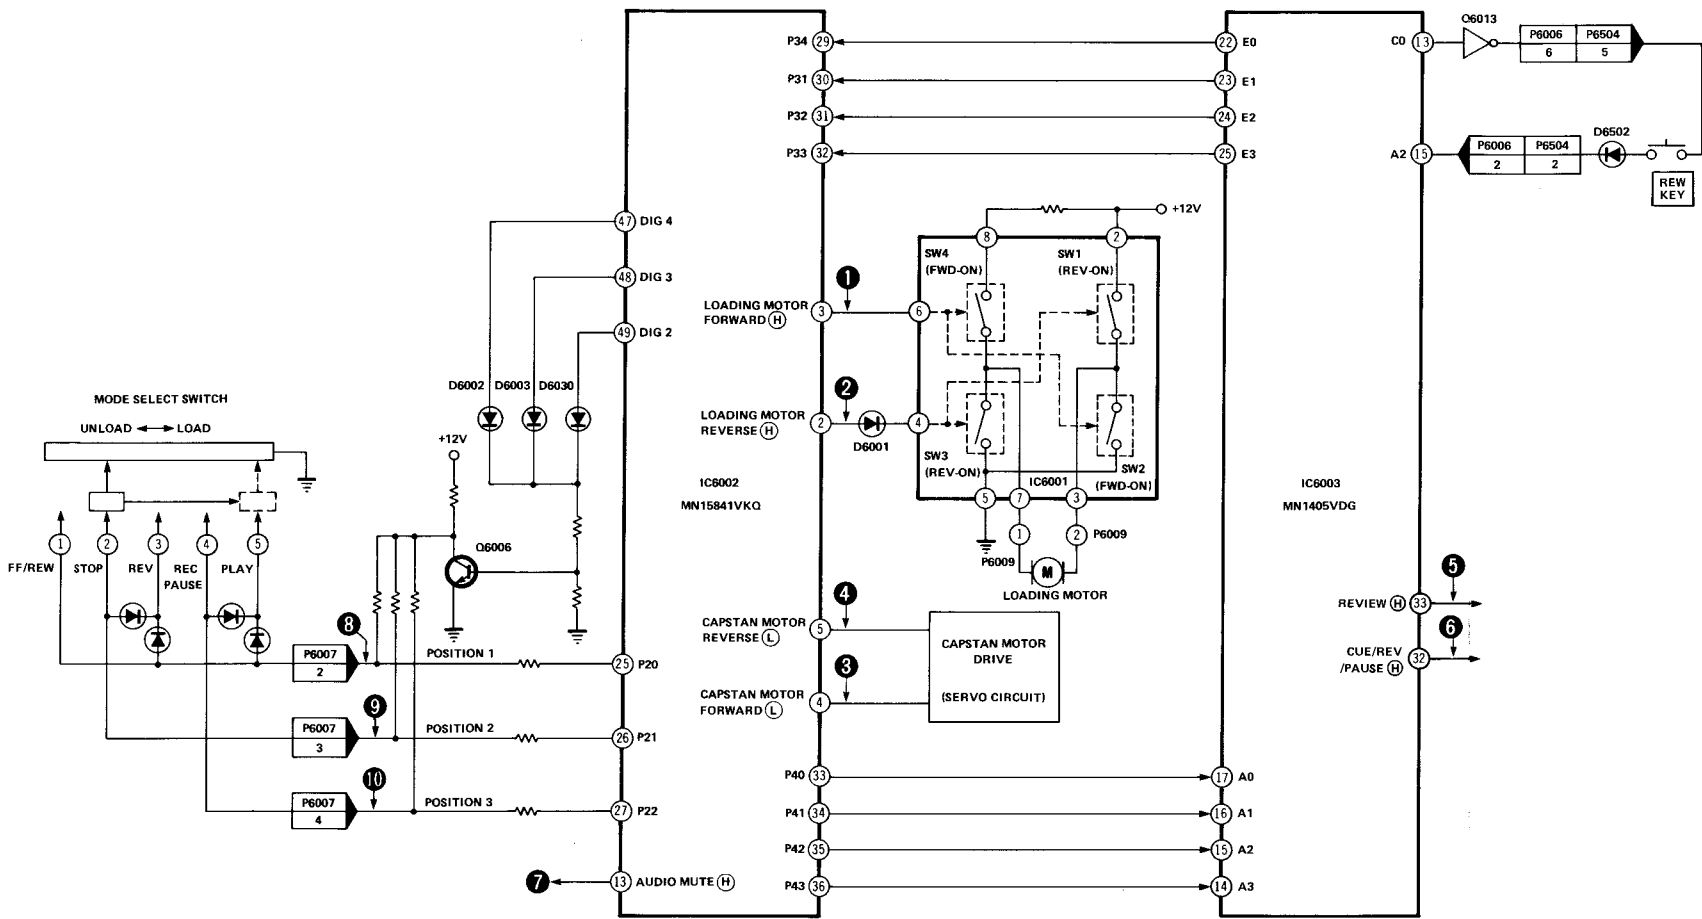 P34 29
P31 30
P32 31
P33 32
22 E0
23 E1
24 E2
25 E3
C0 13
Q6013
P6006 P6504
6 5
A2 15
P6006 P6504
2 2
D6502
REW
KEY
47 DIG 4
48 DIG 3
49 DIG 2
D6002 D6003 D6030
+12V
8 2
SW4
(FWD-ON)
SW1
(REV-ON)
1
LOADING MOTOR
FORWARD H
3 6
2
LOADING MOTOR
REVERSE H
2 4
D6001
SW3
(REV-ON)
SW2
(FWD-ON)
5 7 IC6001 3
1 2 P6009
P6009
M
LOADING MOTOR
MODE SELECT SWITCH
UNLOAD LOAD
+12V
Q6006
1 2 3 4 5
FF/REW STOP REV REC
PAUSE
PLAY
IC6002
MN15841VKQ
IC6003
MN1405VDG
8
P6007
2
POSITION 1
25 P20
9
P6007
3
POSITION 2
26 P21
10
P6007
4
POSITION 3
27 P22
7
13 AUDIO MUTE H
4
CAPSTAN MOTOR
REVERSE L
5
3
CAPSTAN MOTOR
FORWARD L
4
CAPSTAN MOTOR
DRIVE
(SERVO CIRCUIT)
5
REVIEW H 33
6
CUE/REV
/PAUSE H
32
P40 33
P41 34
P42 35
P43 36
17 A0
16 A1
15 A2
14 A3